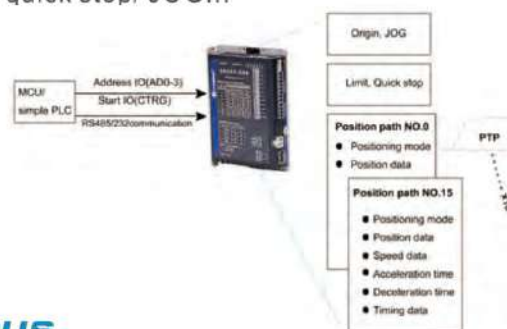 quick stop/ JOG...
Origin, JOG
Address IO(AD0-3)
MCU/
simple PLC
Start IO(CTRG)
RS485/232communication
Limit, Quick stop
Position path NO.0
● Positioning mode
● Position data
PTP
Position path NO.15
● Positioning mode
● Position data
● Speed data
● Acceleration time
● Deceleration time
● Timing data